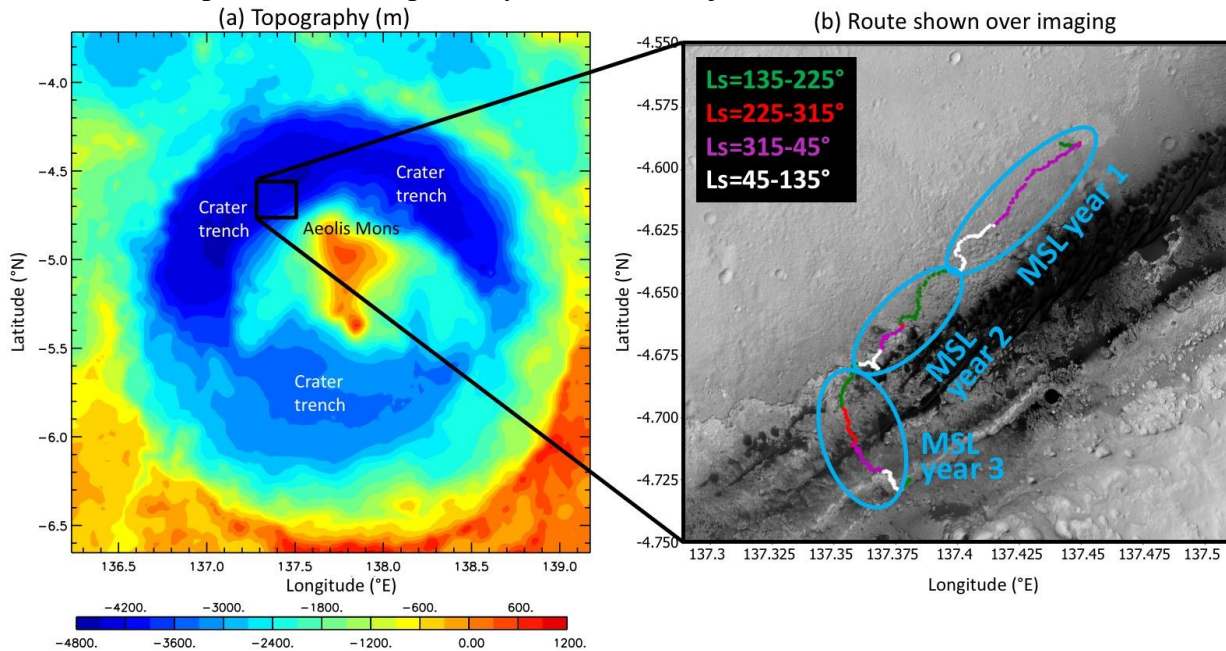 (a) Topography (m)
(b) Route shown over imaging
Latitude (°N)
-4.0
-4.5
-5.0
-5.5
-6.0
-6.5
Crater
trench
Crater
trench
Aeolis Mons
Crater
trench
136.5 137.0 137.5 138.0 138.5 139.0
Longitude (°E)
-4200. -3000. -1800. -600. 600.
-4800. -3600. -2400. -1200. 0.00 1200.
Latitude (°N)
-4.550
-4.575
-4.600
-4.625
-4.650
-4.675
-4.700
-4.725
-4.750
Ls=135-225°
Ls=225-315°
Ls=315-45°
Ls=45-135°
MSL year 1
MSL
year 2
MSL
year 3
137.3 137.325 137.35 137.375 137.4 137.425 137.45 137.475 137.5
Longitude (°E)